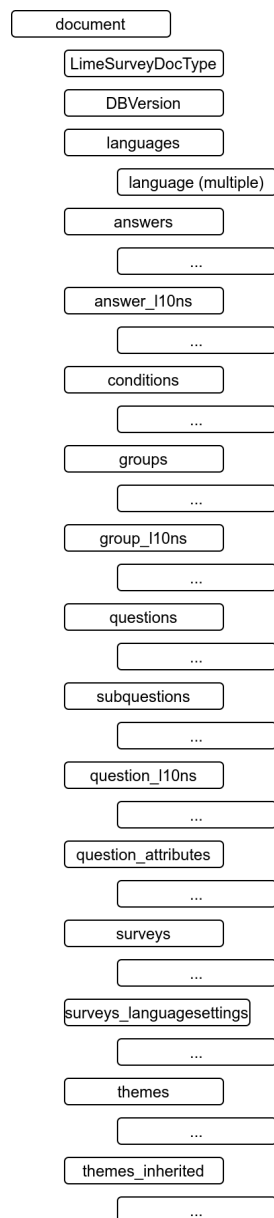 document
LimeSurveyDocType
DBVersion
languages
language (multiple)
answers
...
answer_l10ns
...
conditions
...
groups
...
group_l10ns
...
questions
...
subquestions
...
question_l10ns
...
question_attributes
...
surveys
...
surveys_languagesettings
...
themes
...
themes_inherited
...